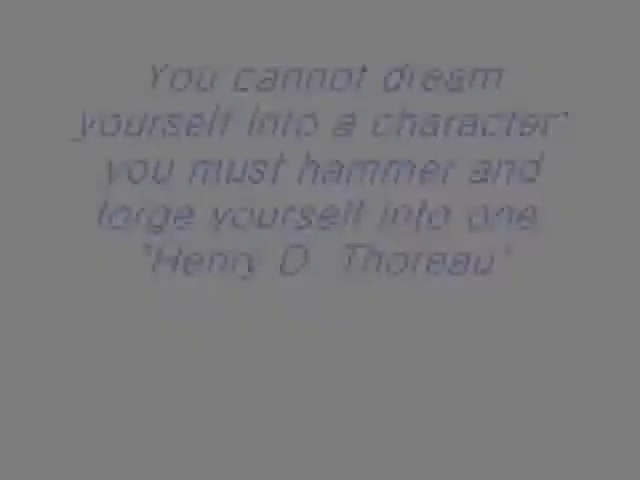 You cannot dream
yourself into a character
you must hammer and
forge yourself into one.
"Henry D. Thoreau"